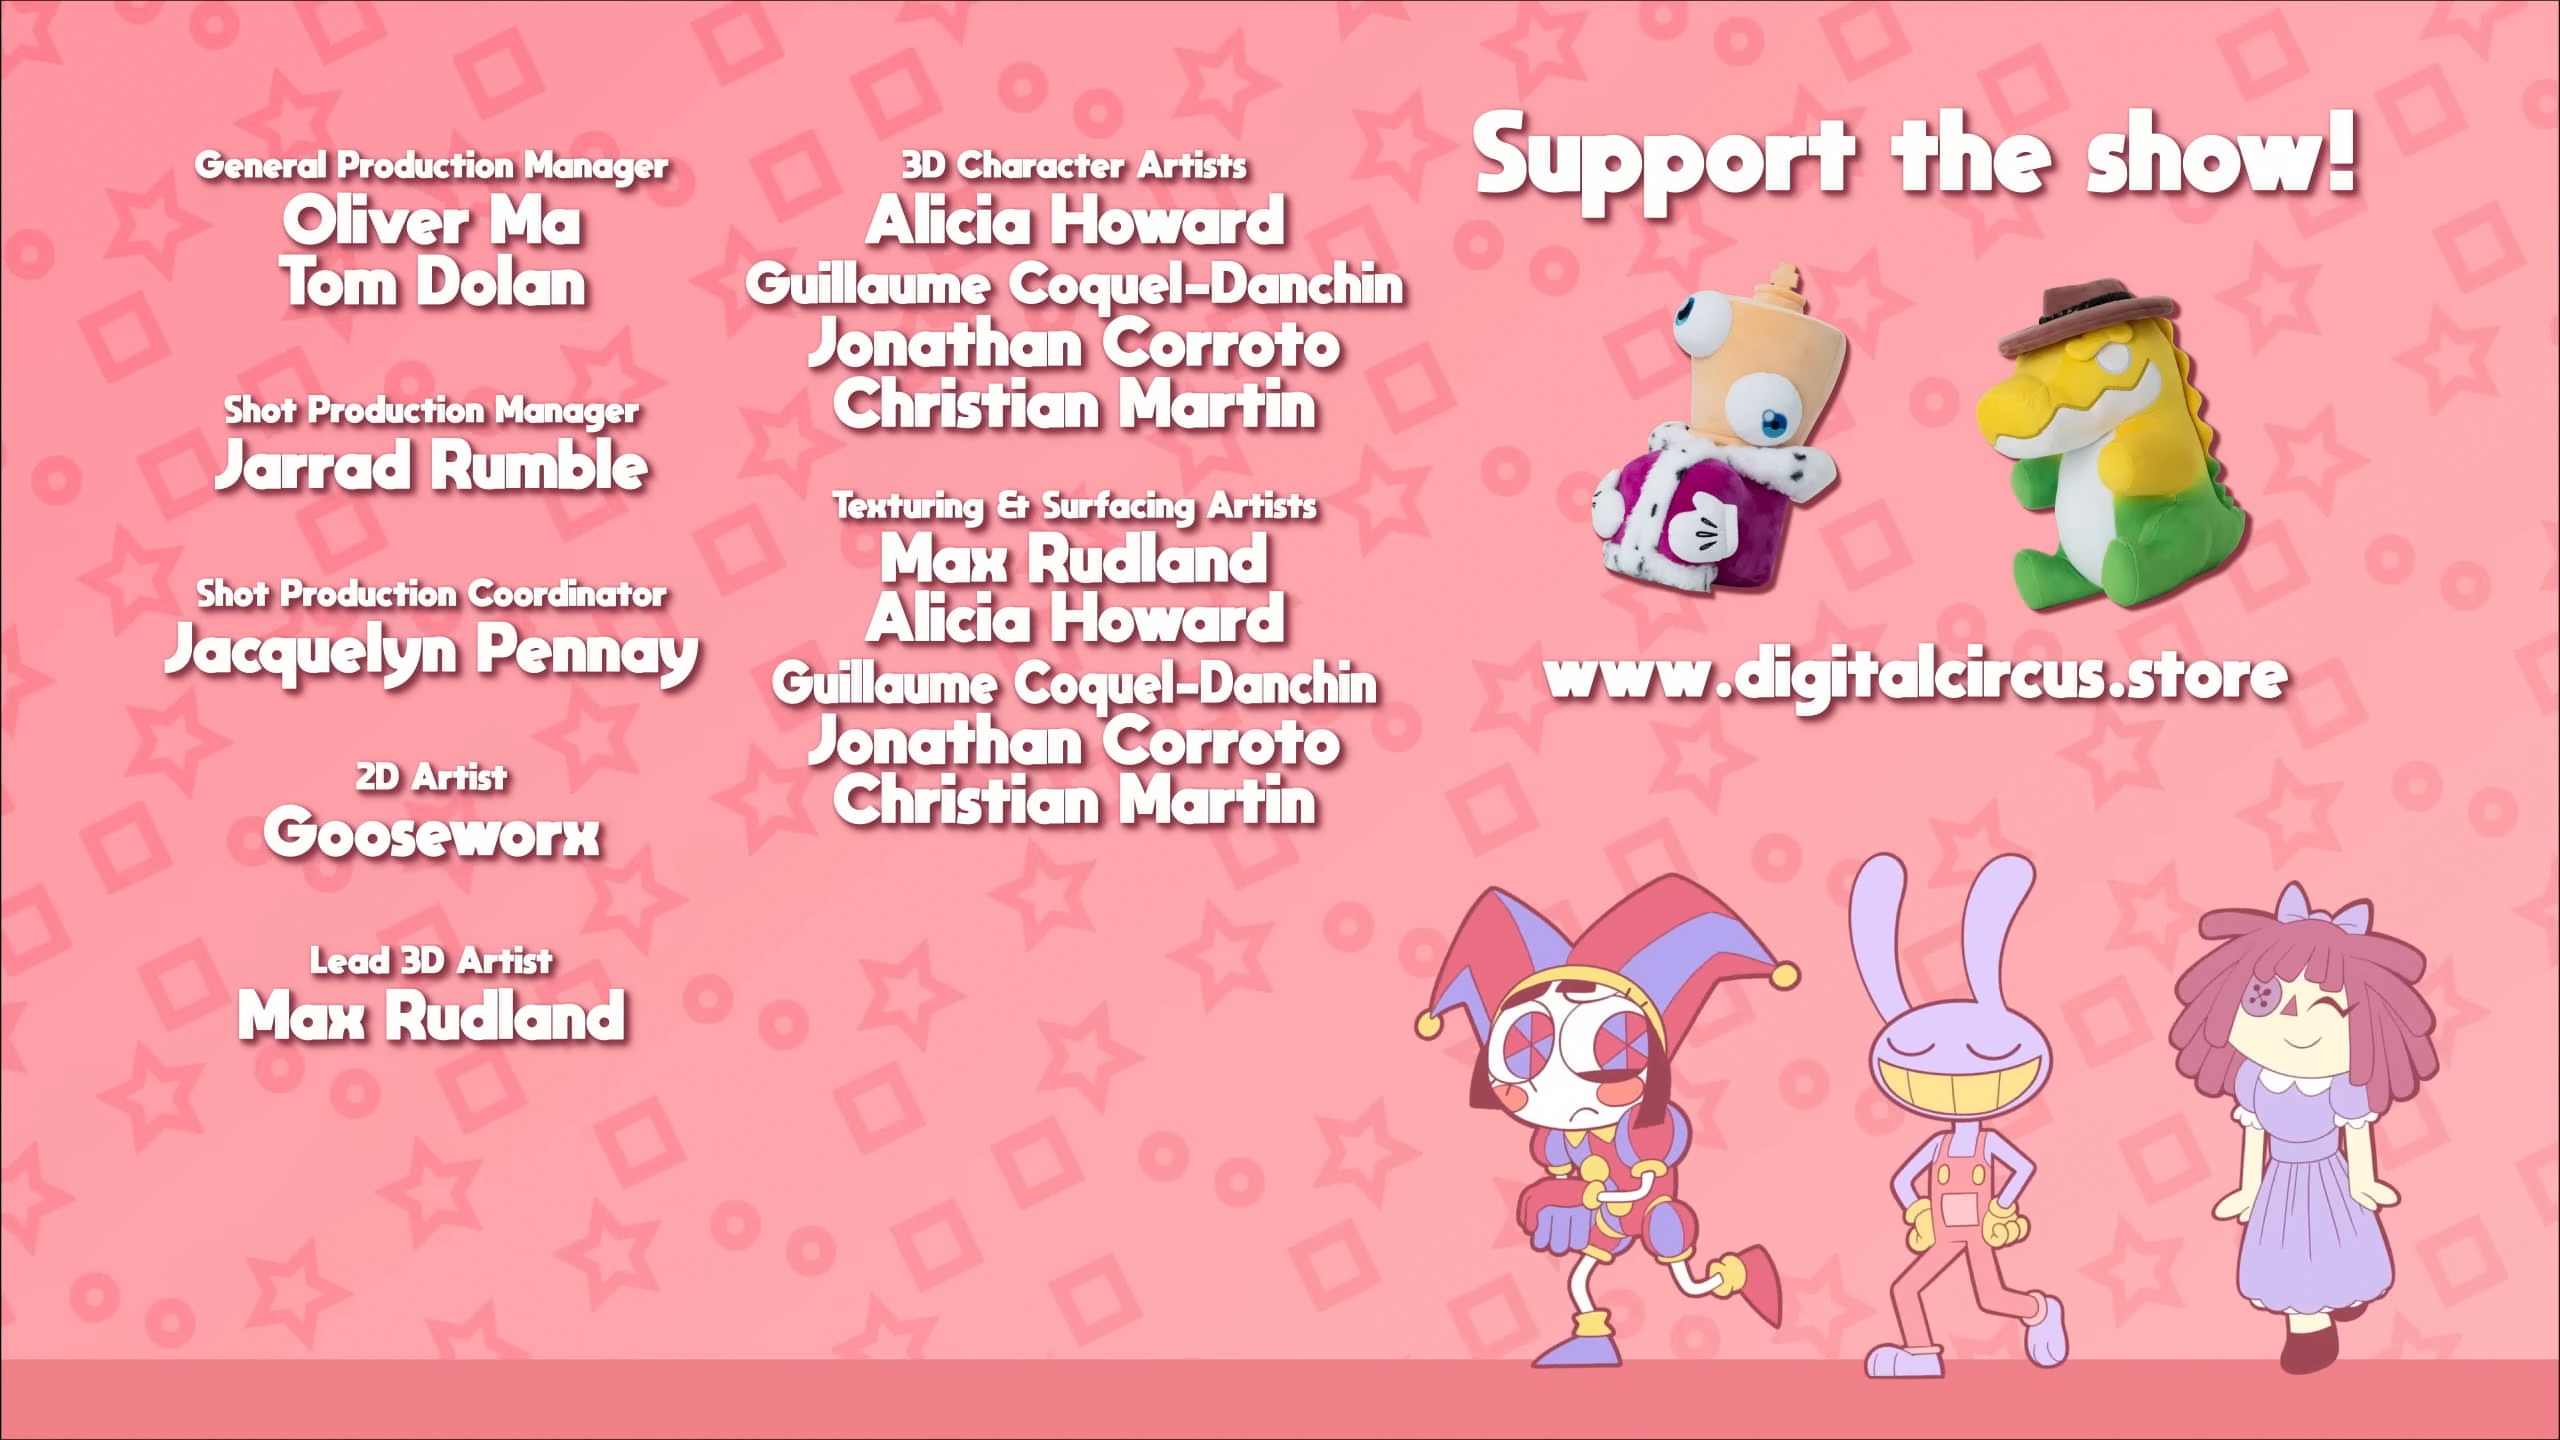 General Production Manager
Oliver Ma
Tom Dolan
Shot Production Manager
Jarrad Rumble
Shot Production Coordinator
Jacquelyn Pennay
2D Artist
Gooseworx
Lead 3D Artist
Max Rudland
3D Character Artists
Alicia Howard
Guillaume Coquel-Danchin
Jonathan Corroto
Christian Martin
Texturing & Surfacing Artists
Max Rudland
Alicia Howard
Guillaume Coquel-Danchin
Jonathan Corroto
Christian Martin
Support the show!
www.digitalcircus.store